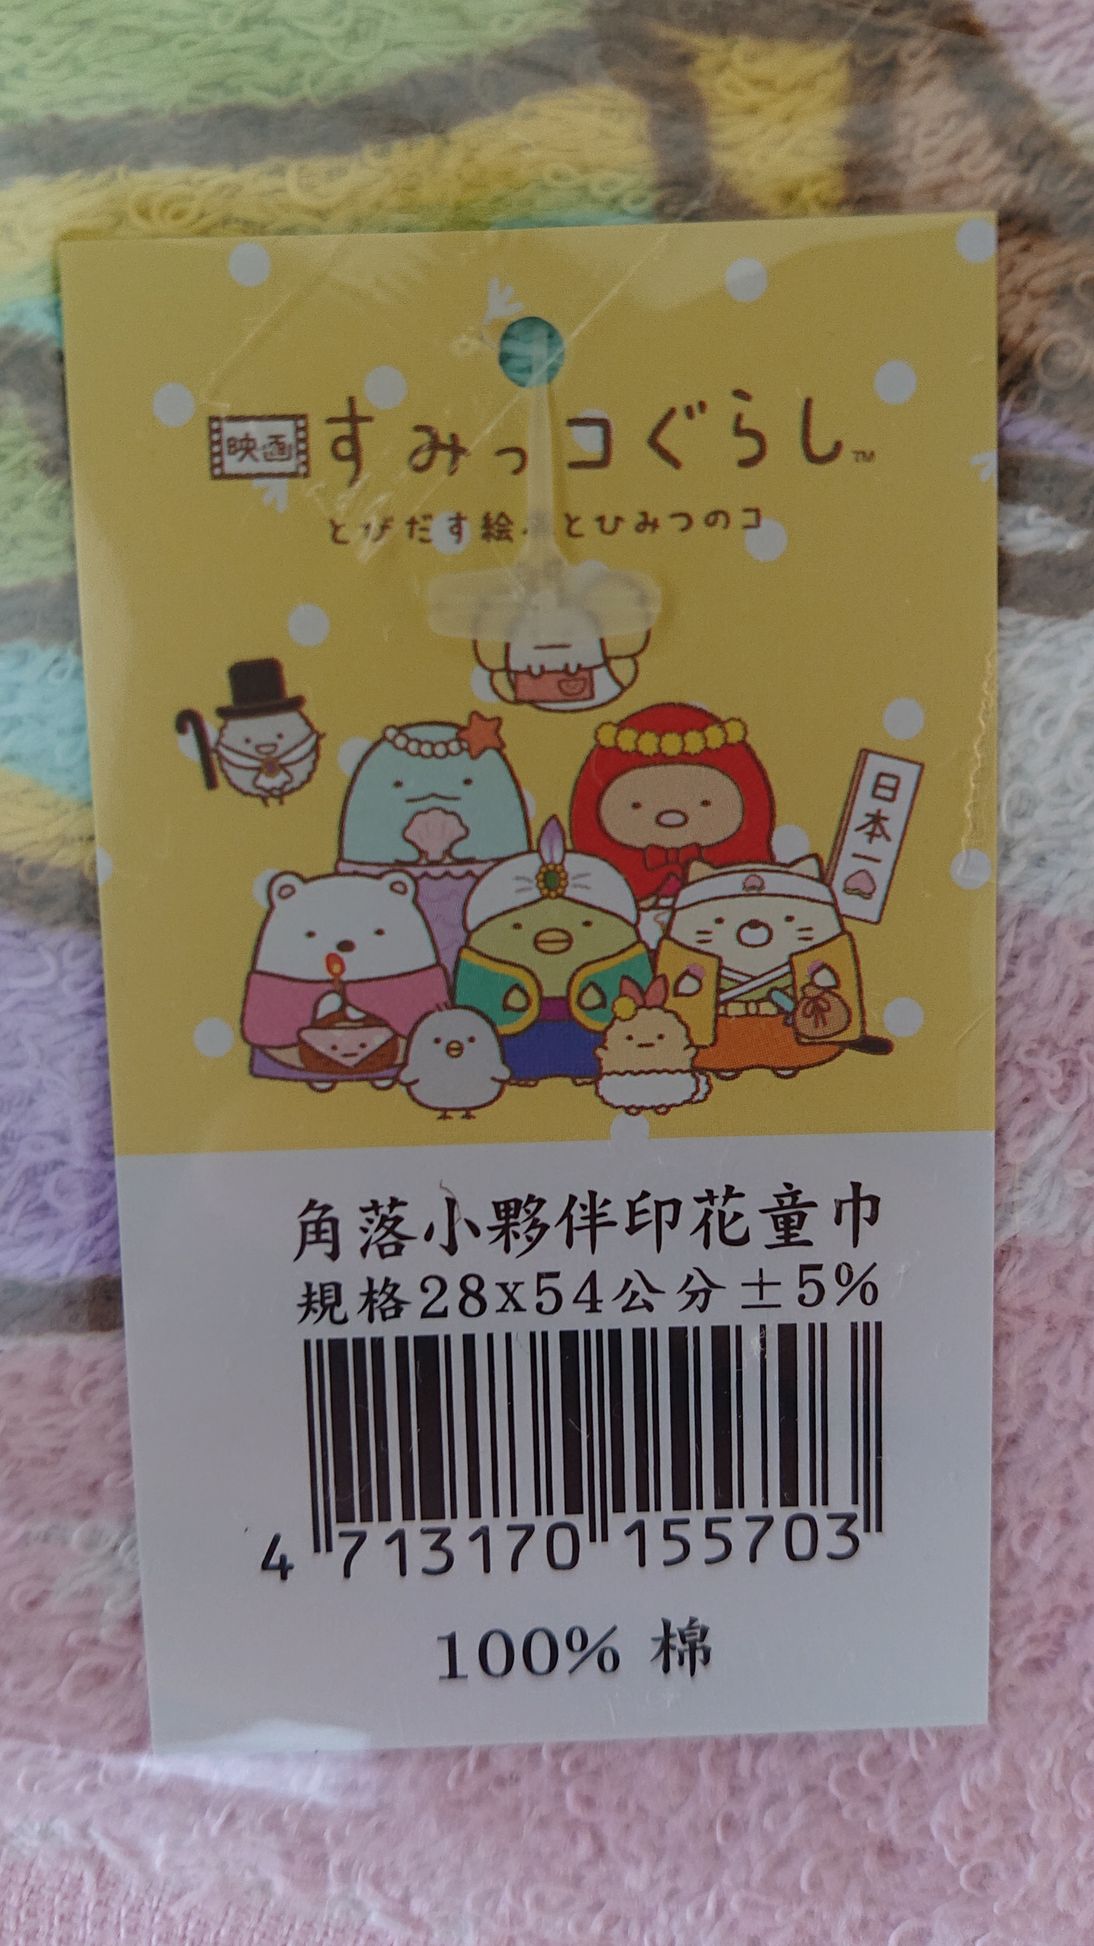 映画 すみっコぐらし™
とびだす絵 とひみつのコ
日本一
角落小夥伴印花童巾
規格28x54公分±5%
4 713170 155703
100% 棉